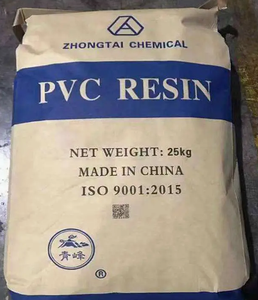 ZHONGTAI CHEMICAL
PVC RESIN
NET WEIGHT: 25kg
MADE IN CHINA
ISO 9001:2015
青峰
®